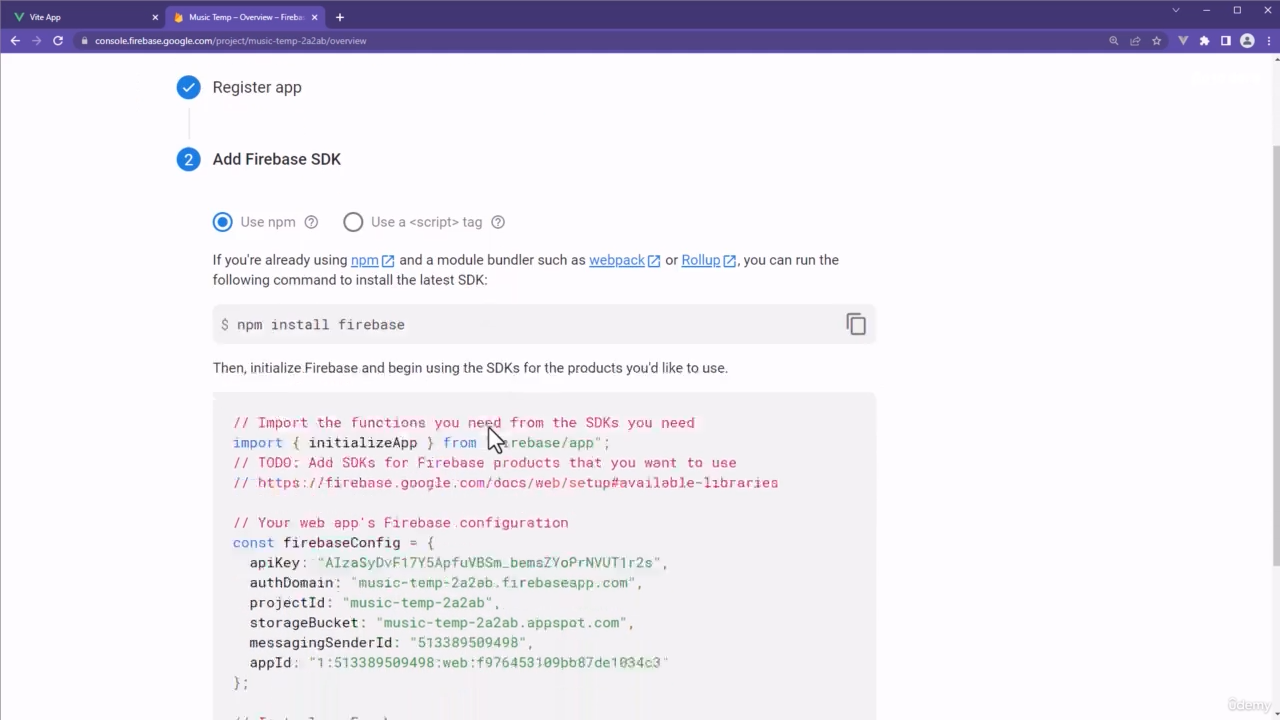 Vite App
Music Temp – Overview – Fireba
console.firebase.google.com/project/music-temp-2a2ab/overview
Register app
2 Add Firebase SDK
Use npm Use a <script> tag
If you're already using npm and a module bundler such as webpack or Rollup, you can run the
following command to install the latest SDK:
$ npm install firebase
Then, initialize Firebase and begin using the SDKs for the products you'd like to use.
// Import the functions you need from the SDKs you need
import { initializeApp } from "firebase/app";
// TODO: Add SDKs for Firebase products that you want to use
// https://firebase.google.com/docs/web/setup#available-libraries
// Your web app's Firebase configuration
const firebaseConfig = {
apiKey: "AIzaSyDvF17Y5ApfuVBSm_bemsZYoPrNVUT1r2s",
authDomain: "music-temp-2a2ab.firebaseapp.com",
projectId: "music-temp-2a2ab",
storageBucket: "music-temp-2a2ab.appspot.com",
messagingSenderId: "513389509498",
appId: "1:513389509498:web:f976453109bb87de1034c3"
};
ûdemy